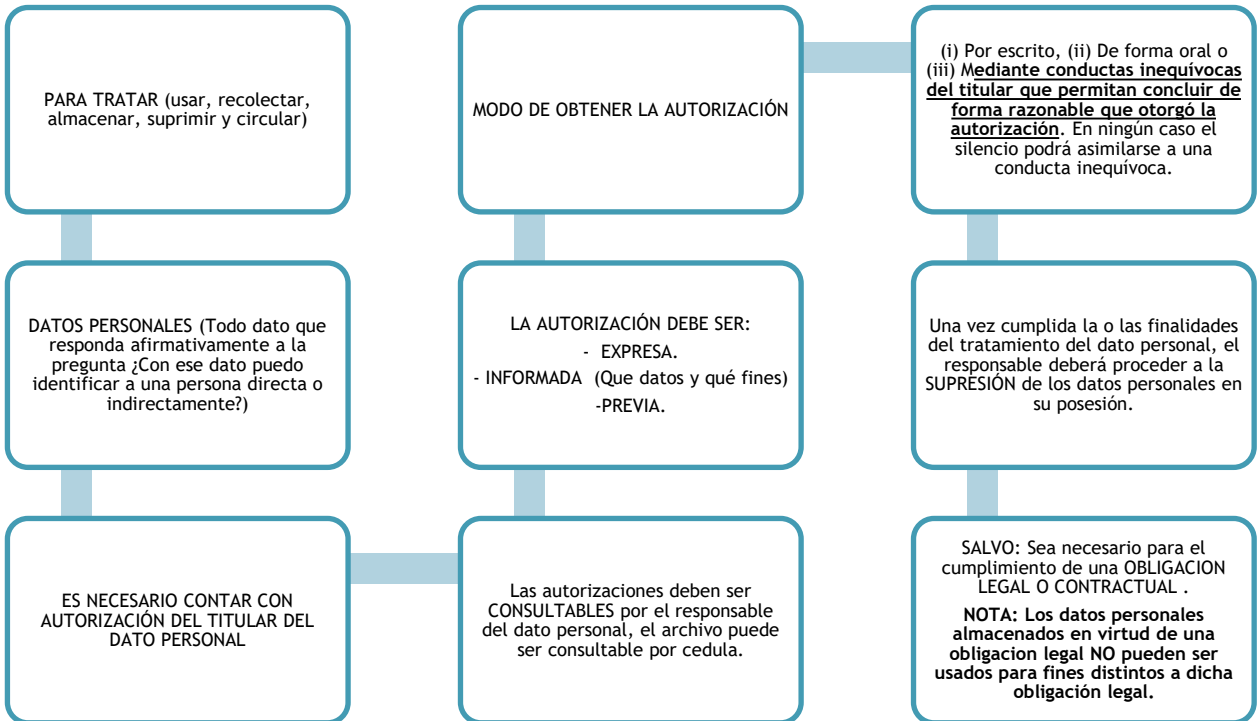 PARA TRATAR (usar, recolectar,
almacenar, suprimir y circular)
DATOS PERSONALES (Todo dato que
responda afirmativamente a la
pregunta ¿Con ese dato puedo
identificar a una persona directa o
indirectamente?)
ES NECESARIO CONTAR CON
AUTORIZACIÓN DEL TITULAR DEL
DATO PERSONAL
Las autorizaciones deben ser
CONSULTABLES por el responsable
del dato personal, el archivo puede
ser consultable por cedula.
LA AUTORIZACIÓN DEBE SER:
- EXPRESA.
- INFORMADA (Que datos y qué fines)
-PREVIA.
MODO DE OBTENER LA AUTORIZACIÓN
(i) Por escrito, (ii) De forma oral o
(iii) Mediante conductas inequívocas
del titular que permitan concluir de
forma razonable que otorgó la
autorización. En ningún caso el
silencio podrá asimilarse a una
conducta inequívoca.
Una vez cumplida la o las finalidades
del tratamiento del dato personal, el
responsable deberá proceder a la
SUPRESIÓN de los datos personales en
su posesión.
SALVO: Sea necesario para el
cumplimiento de una OBLIGACION
LEGAL O CONTRACTUAL .
NOTA: Los datos personales
almacenados en virtud de una
obligacion legal NO pueden ser
usados para fines distintos a dicha
obligación legal.